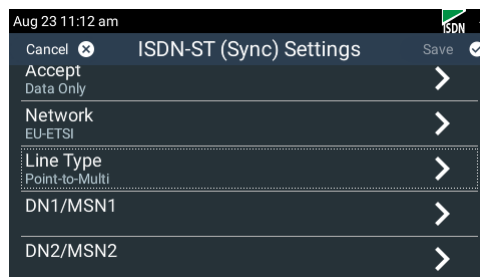 Aug 23 11:12 am
ISDN
Cancel ISDN-ST (Sync) Settings Save
Accept
Data Only
Network
EU-ETSI
Line Type
Point-to-Multi
DN1/MSN1
DN2/MSN2